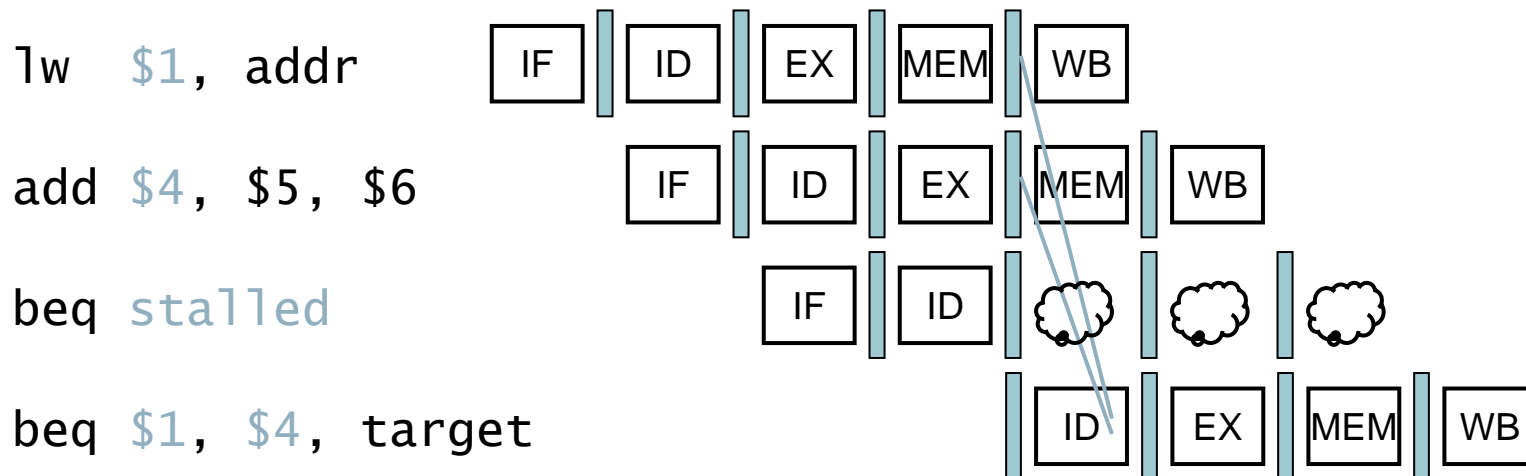 lw $1, addr IF ID EX MEM WB
add $4, $5, $6 IF ID EX MEM WB
beq stalled IF ID
beq $1, $4, target ID EX MEM WB